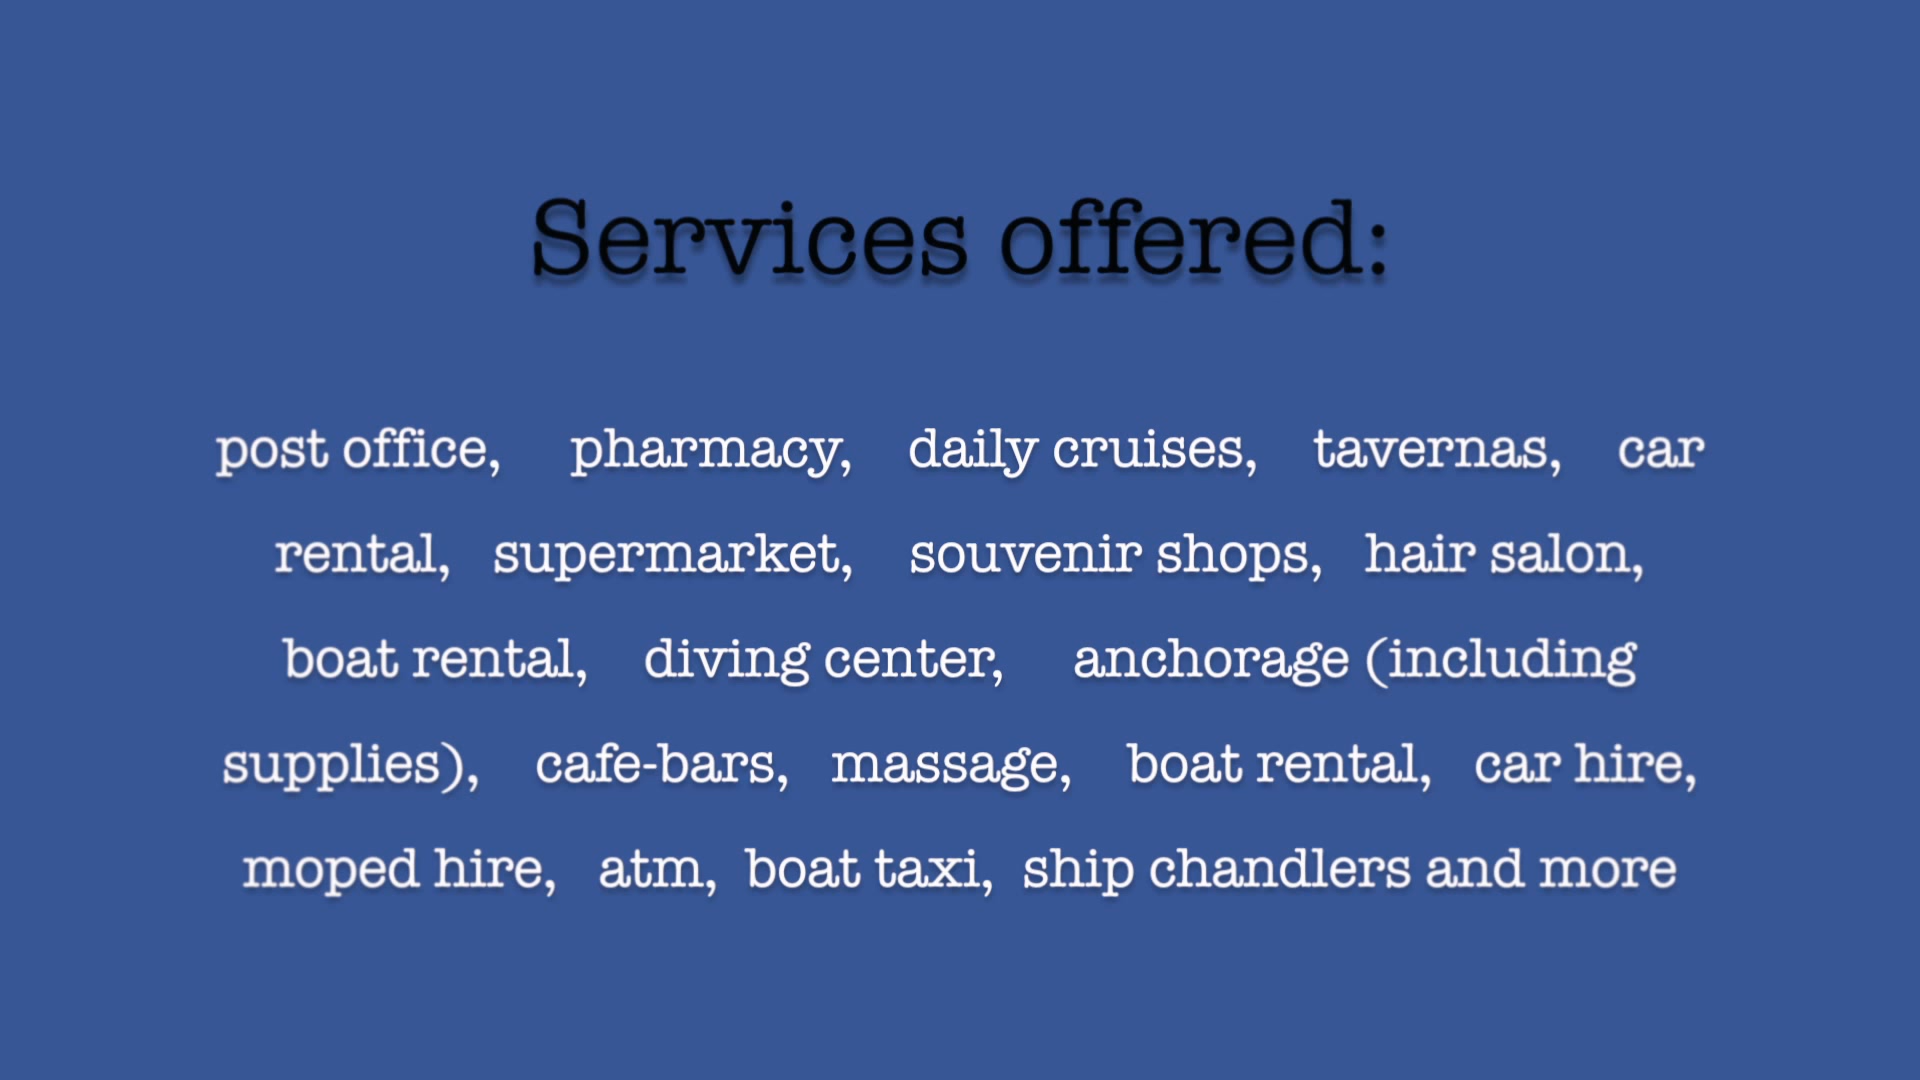 Services offered:
post office, pharmacy, daily cruises, tavernas, car
rental, supermarket, souvenir shops, hair salon,
boat rental, diving center, anchorage (including
supplies), cafe-bars, massage, boat rental, car hire,
moped hire, atm, boat taxi, ship chandlers and more